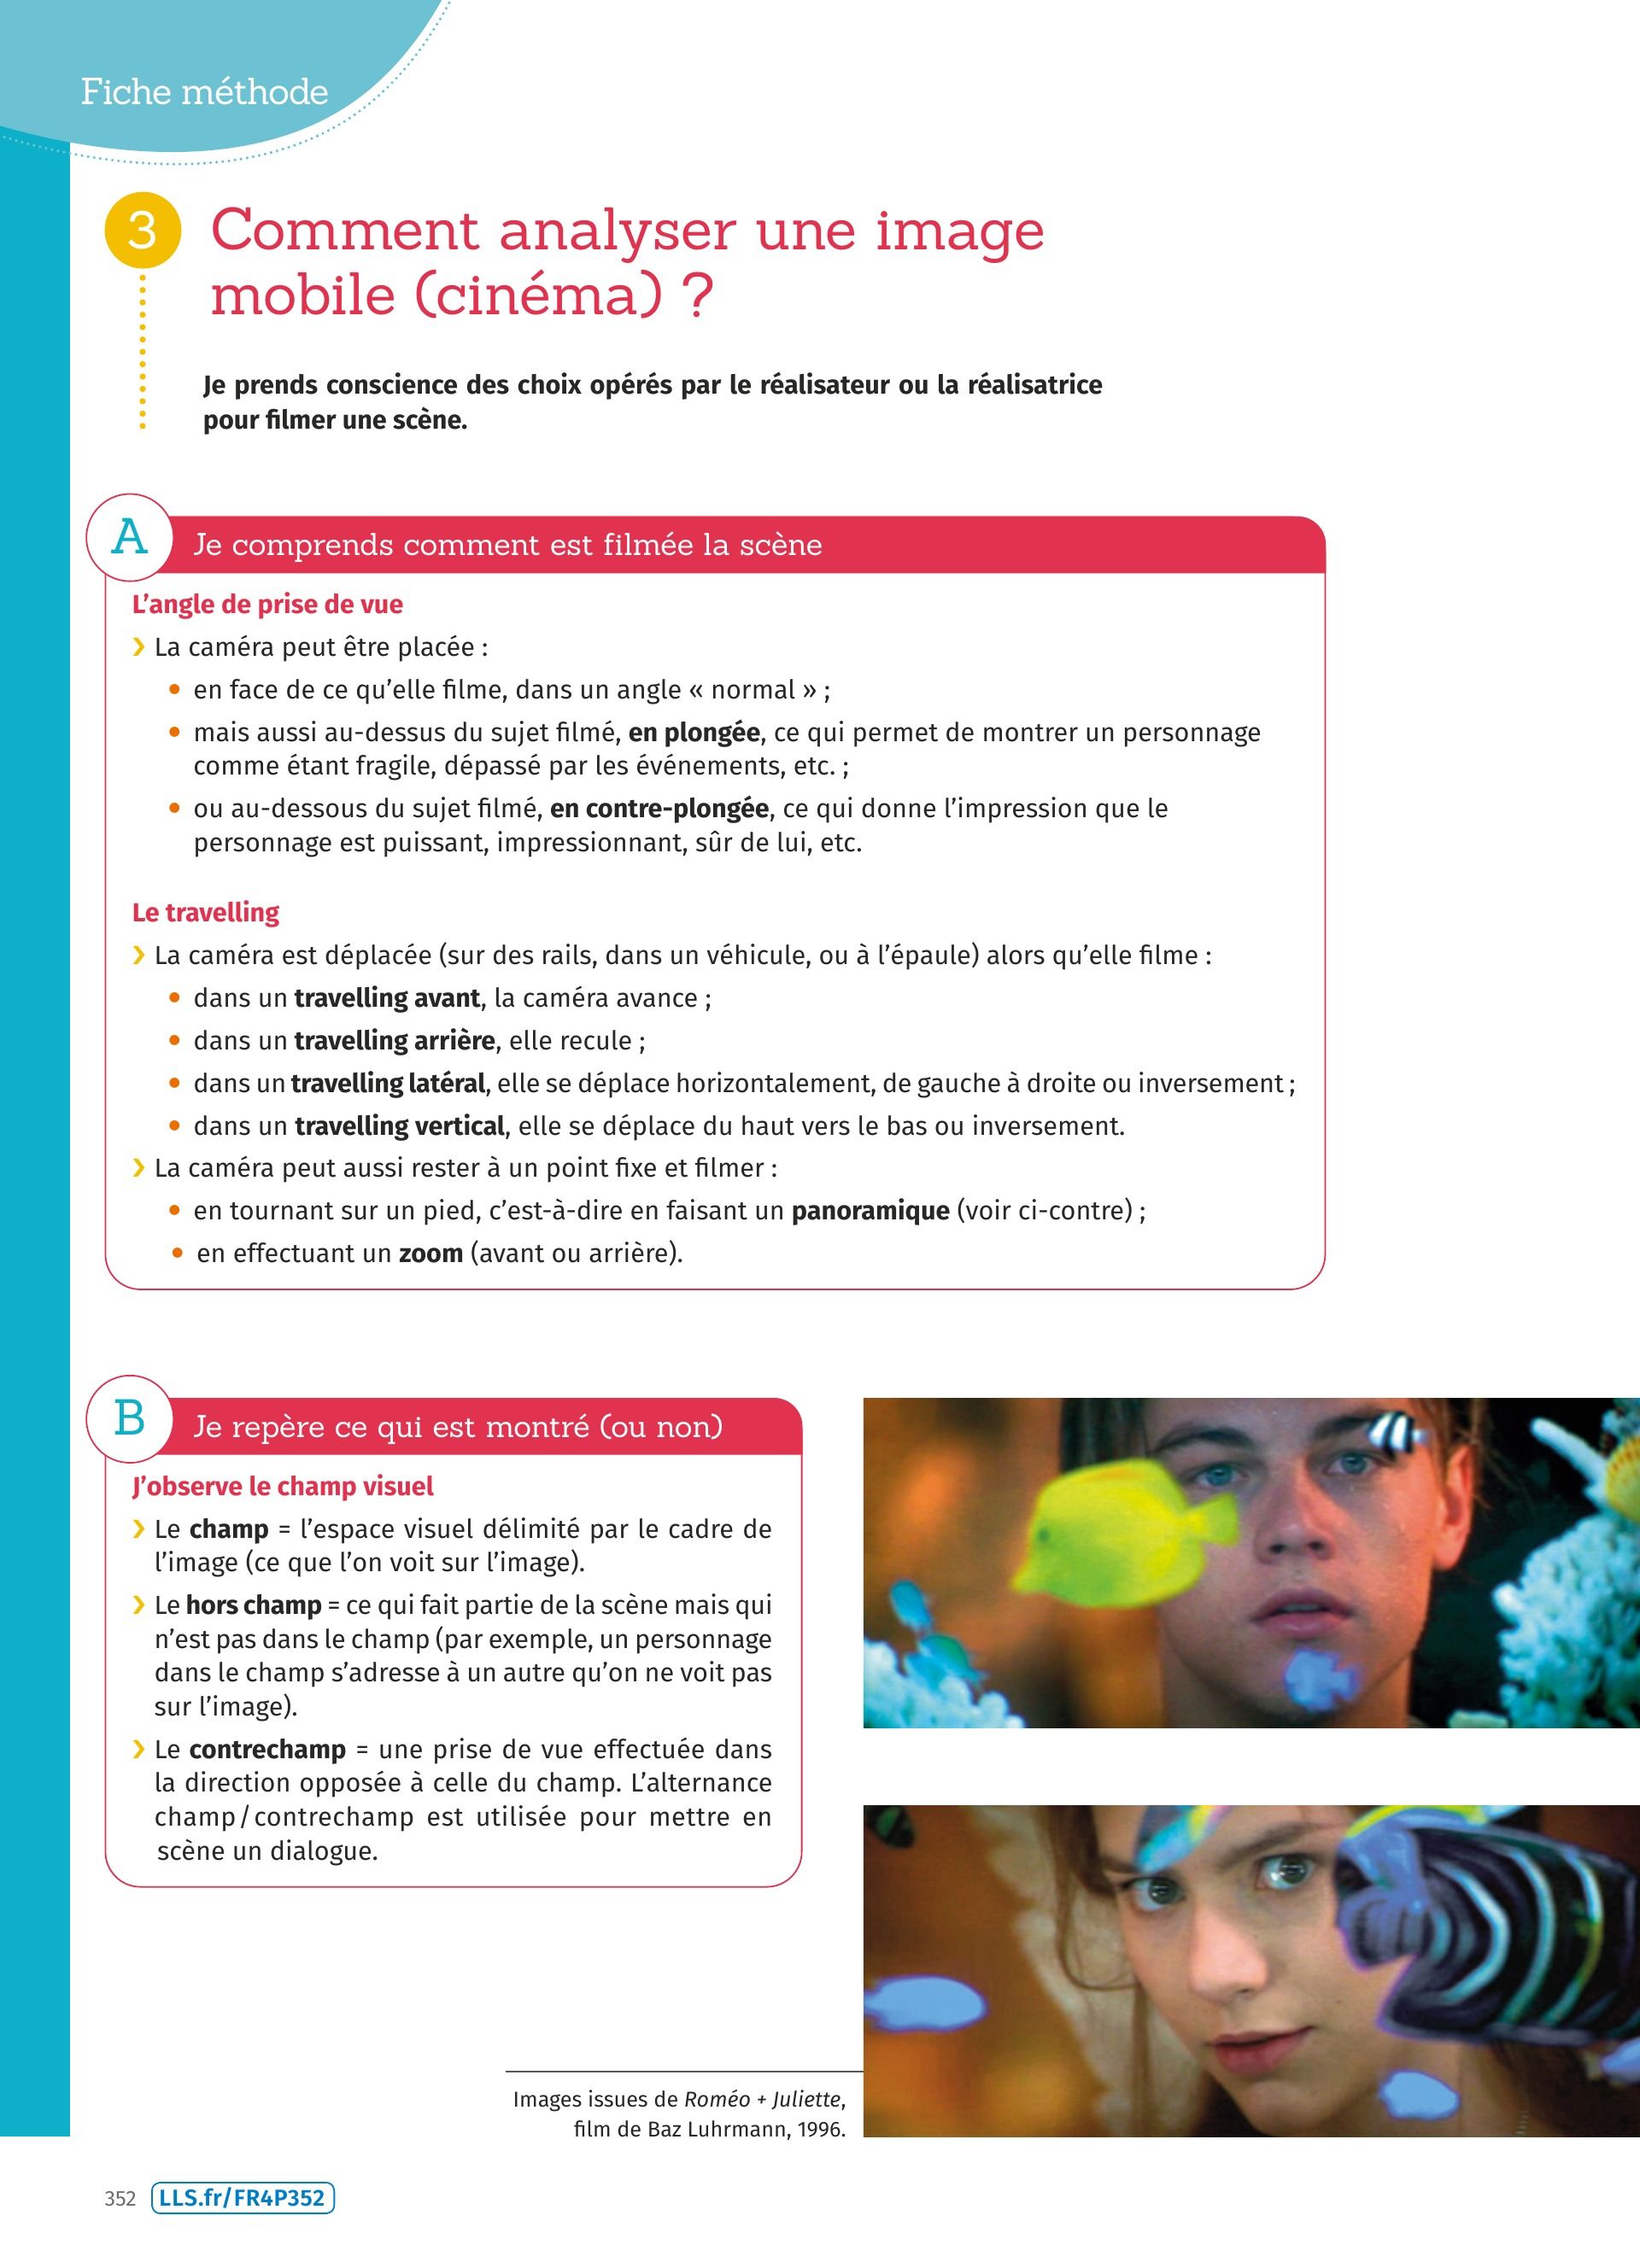 Fiche méthode
3
Comment analyser une image
mobile (cinéma) ?
Je prends conscience des choix opérés par le réalisateur ou la réalisatrice
pour filmer une scène.
A
Je comprends comment est filmée la scène
L’angle de prise de vue
› La caméra peut être placée :
• en face de ce qu’elle filme, dans un angle « normal » ;
• mais aussi au-dessus du sujet filmé, en plongée, ce qui permet de montrer un personnage
comme étant fragile, dépassé par les événements, etc. ;
• ou au-dessous du sujet filmé, en contre-plongée, ce qui donne l’impression que le
personnage est puissant, impressionnant, sûr de lui, etc.
Le travelling
› La caméra est déplacée (sur des rails, dans un véhicule, ou à l’épaule) alors qu’elle filme :
• dans un travelling avant, la caméra avance ;
• dans un travelling arrière, elle recule ;
• dans un travelling latéral, elle se déplace horizontalement, de gauche à droite ou inversement ;
• dans un travelling vertical, elle se déplace du haut vers le bas ou inversement.
› La caméra peut aussi rester à un point fixe et filmer :
• en tournant sur un pied, c’est-à-dire en faisant un panoramique (voir ci-contre) ;
• en effectuant un zoom (avant ou arrière).
B
Je repère ce qui est montré (ou non)
J’observe le champ visuel
› Le champ = l’espace visuel délimité par le cadre de
l’image (ce que l’on voit sur l’image).
› Le hors champ = ce qui fait partie de la scène mais qui
n’est pas dans le champ (par exemple, un personnage
dans le champ s’adresse à un autre qu’on ne voit pas
sur l’image).
› Le contrechamp = une prise de vue effectuée dans
la direction opposée à celle du champ. L’alternance
champ / contrechamp est utilisée pour mettre en
scène un dialogue.
Images issues de Roméo + Juliette,
film de Baz Luhrmann, 1996.
352 LLS.fr/FR4P352